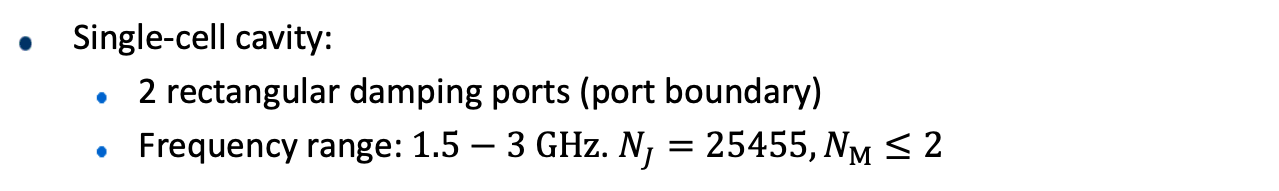 • Single-cell cavity:
• 2 rectangular damping ports (port boundary)
• Frequency range: 1.5 – 3 GHz. N_J = 25455, N_M ≤ 2